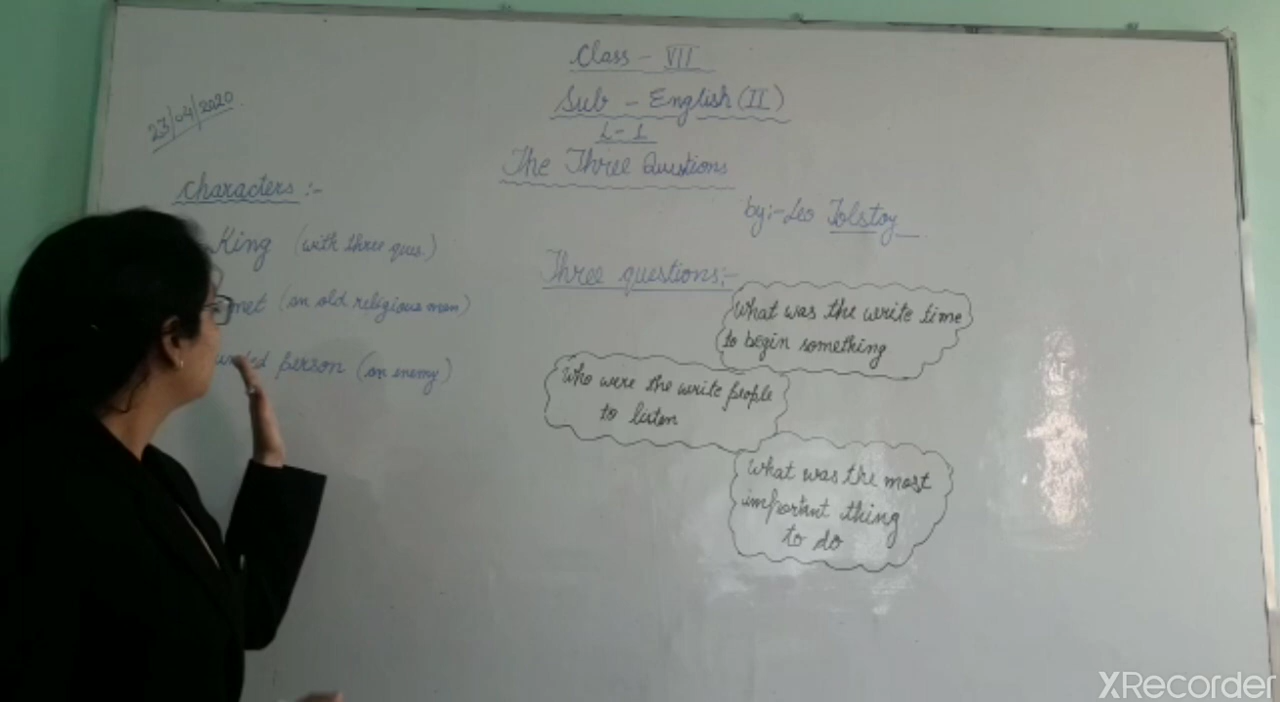 Class - VII
Sub - English (II)
L-1
The Three Questions
by:- Leo Tolstoy
23/04/2020
Characters :-
King (with three ques.)
(an old religious man)
person (an enemy)
Three questions:-
What was the write time
to begin something
Who were the write people
to listen
What was the most
important thing
to do
XRecorder